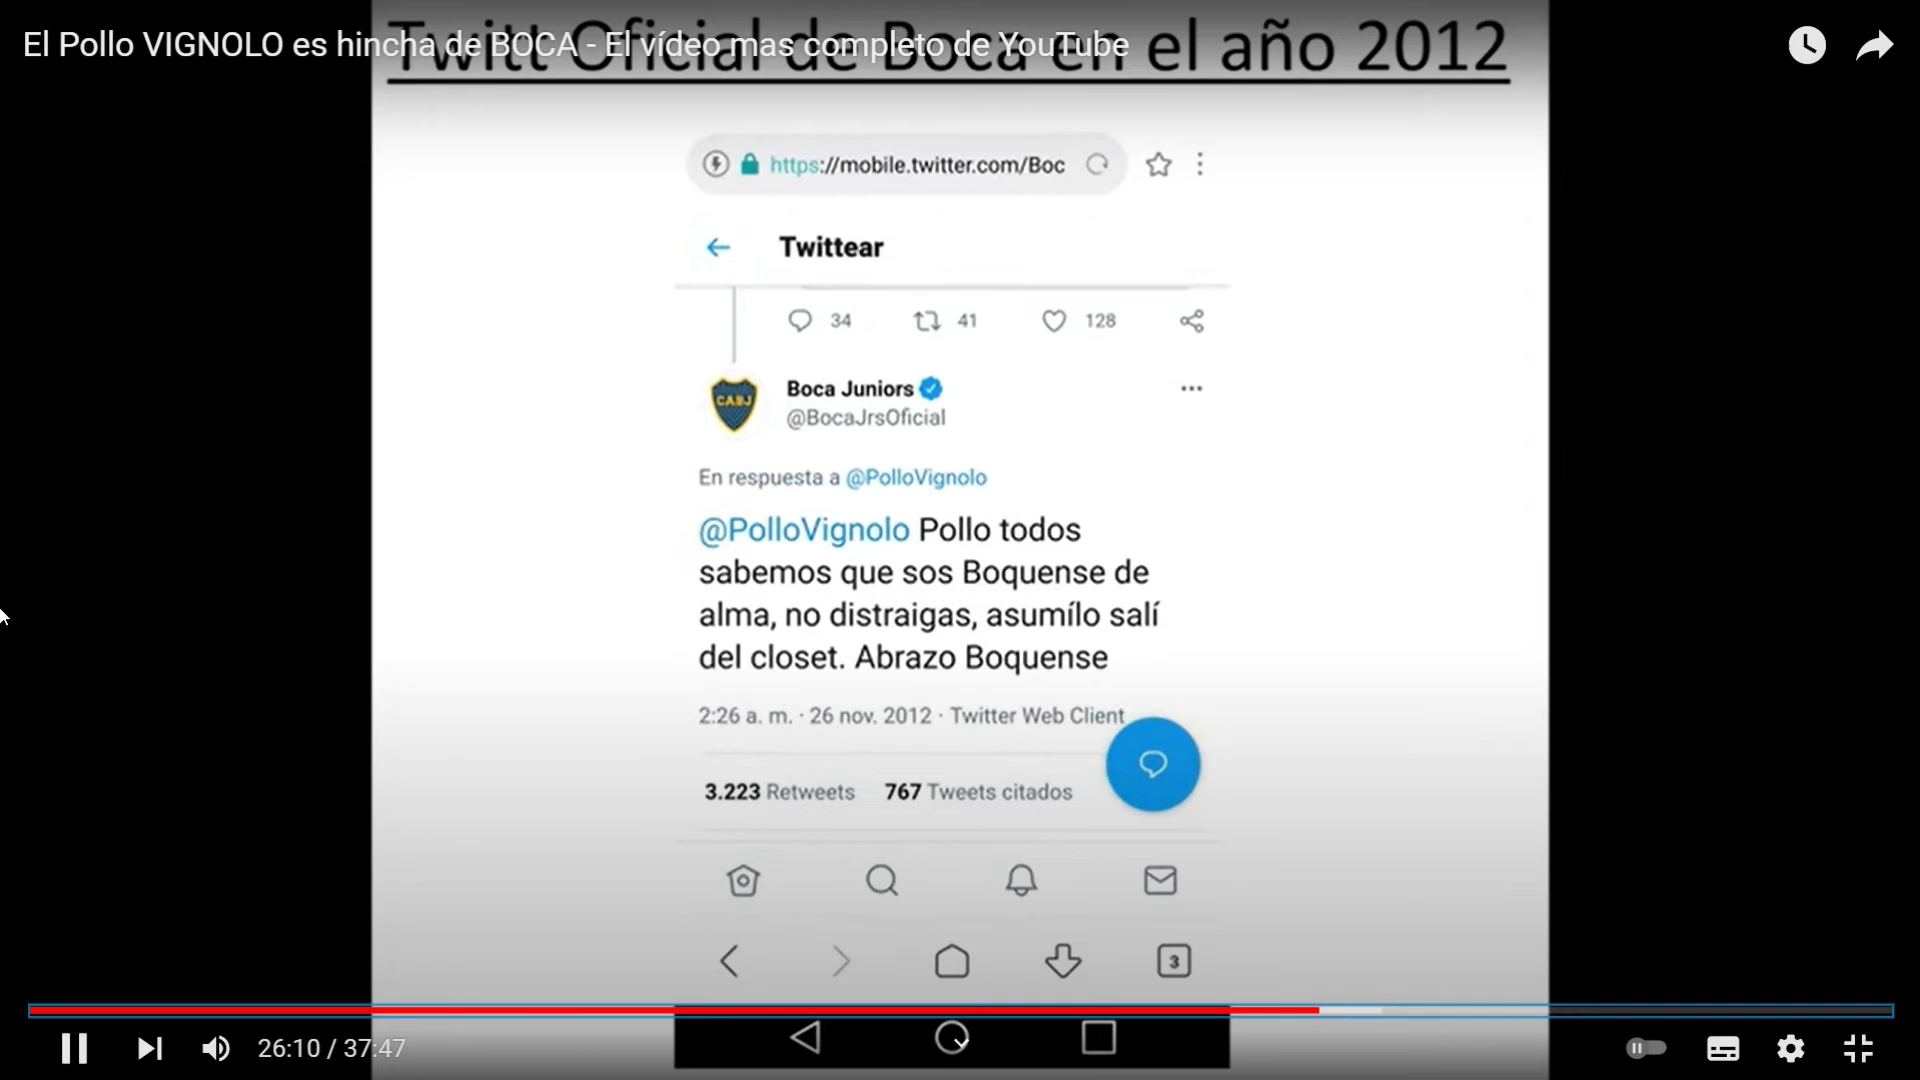 El Pollo VIGNOLO es hincha de BOCA - El vídeo mas completo de YouTube
Twitt Oficial de Boca en el año 2012
https://mobile.twitter.com/Boc
Twittear
34 41 128
CABJ
Boca Juniors
@BocaJrsOficial
En respuesta a @PolloVignolo
@PolloVignolo Pollo todos
sabemos que sos Boquense de
alma, no distraigas, asumílo salí
del closet. Abrazo Boquense
2:26 a. m. · 26 nov. 2012 · Twitter Web Client
3.223 Retweets 767 Tweets citados
3
26:10 / 37:47